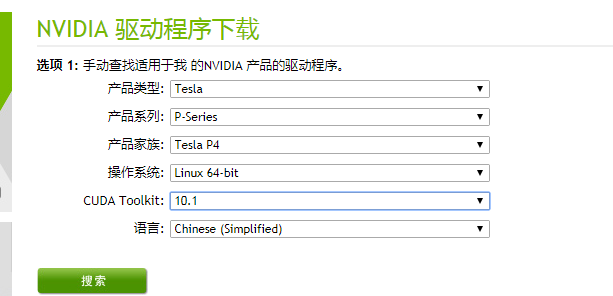 NVIDIA 驱动程序下载
选项 1: 手动查找适用于我 的NVIDIA 产品的驱动程序。
产品类型: Tesla
产品系列: P-Series
产品家族: Tesla P4
操作系统: Linux 64-bit
CUDA Toolkit: 10.1
语言: Chinese (Simplified)
搜索